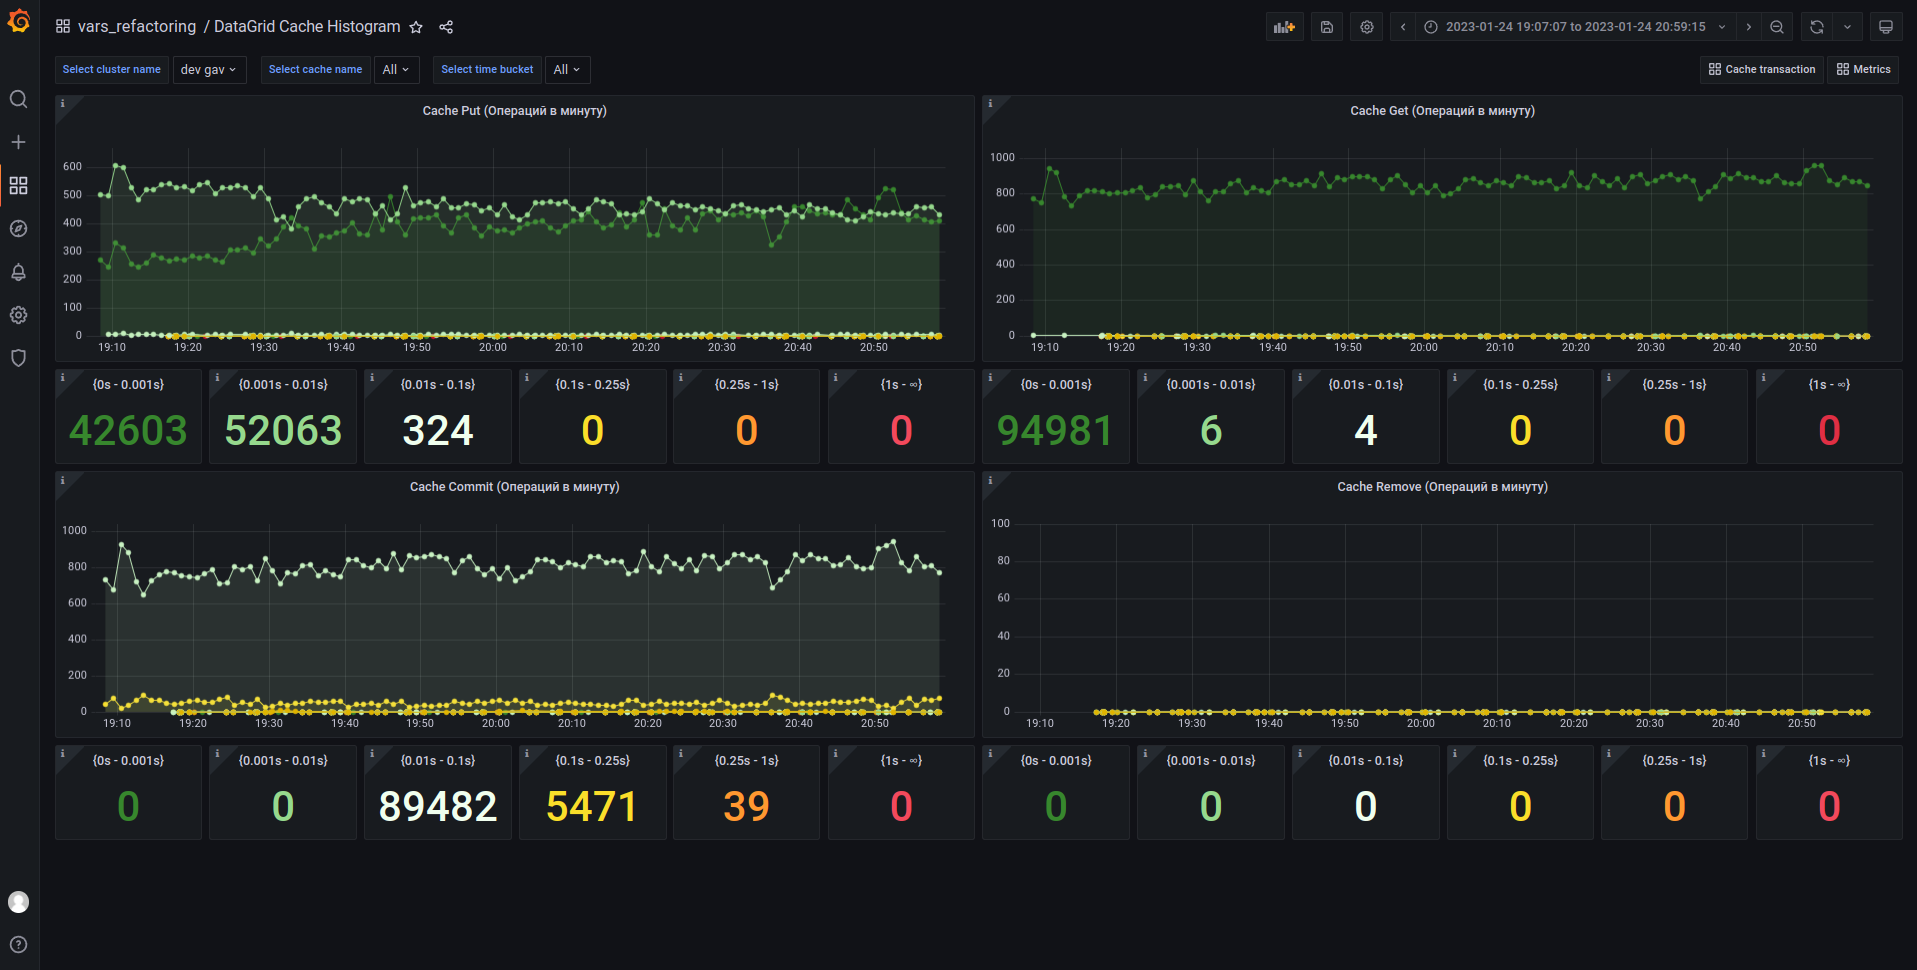 vars_refactoring / DataGrid Cache Histogram
2023-01-24 19:07:07 to 2023-01-24 20:59:15
Select cluster name dev gav Select cache name All Select time bucket All
Cache transaction Metrics
Cache Put (Операций в минуту)
600
500
400
300
200
100
0
19:10 19:20 19:30 19:40 19:50 20:00 20:10 20:20 20:30 20:40 20:50
Cache Get (Операций в минуту)
1000
800
600
400
200
0
19:10 19:20 19:30 19:40 19:50 20:00 20:10 20:20 20:30 20:40 20:50
{0s - 0.001s} {0.001s - 0.01s} {0.01s - 0.1s} {0.1s - 0.25s} {0.25s - 1s} {1s - ∞}
42603 52063 324 0 0 0
{0s - 0.001s} {0.001s - 0.01s} {0.01s - 0.1s} {0.1s - 0.25s} {0.25s - 1s} {1s - ∞}
94981 6 4 0 0 0
Cache Commit (Операций в минуту)
1000
800
600
400
200
0
19:10 19:20 19:30 19:40 19:50 20:00 20:10 20:20 20:30 20:40 20:50
Cache Remove (Операций в минуту)
100
80
60
40
20
0
19:10 19:20 19:30 19:40 19:50 20:00 20:10 20:20 20:30 20:40 20:50
{0s - 0.001s} {0.001s - 0.01s} {0.01s - 0.1s} {0.1s - 0.25s} {0.25s - 1s} {1s - ∞}
0 0 89482 5471 39 0
{0s - 0.001s} {0.001s - 0.01s} {0.01s - 0.1s} {0.1s - 0.25s} {0.25s - 1s} {1s - ∞}
0 0 0 0 0 0